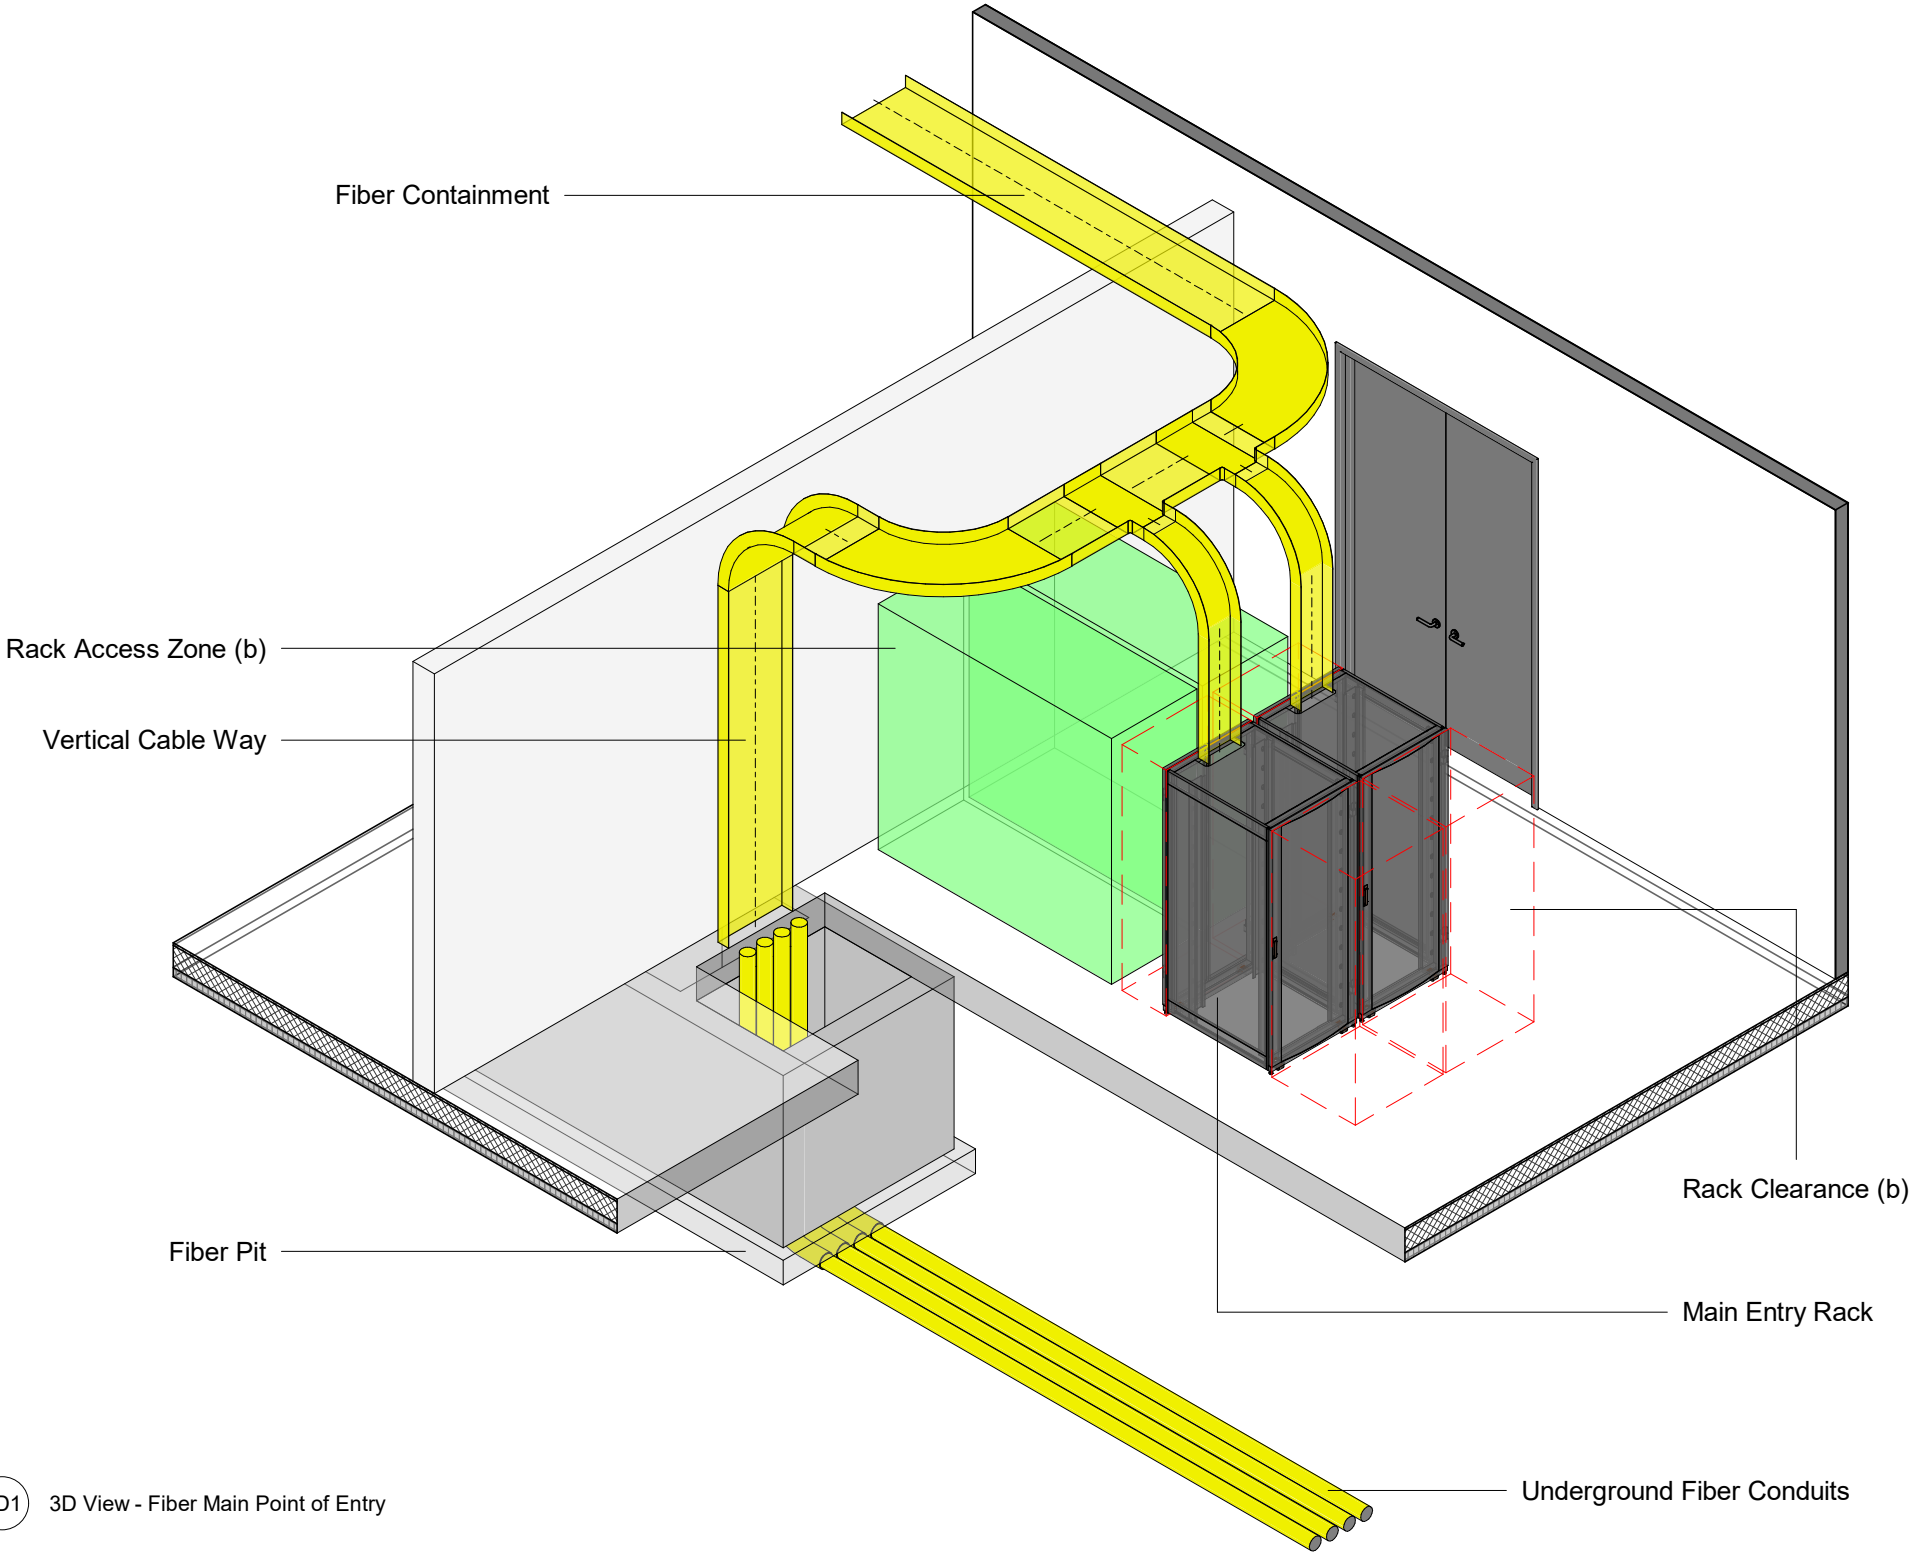 Fiber Containment
Rack Access Zone (b)
Vertical Cable Way
Rack Clearance (b)
Fiber Pit
Main Entry Rack
Underground Fiber Conduits
D1 3D View - Fiber Main Point of Entry